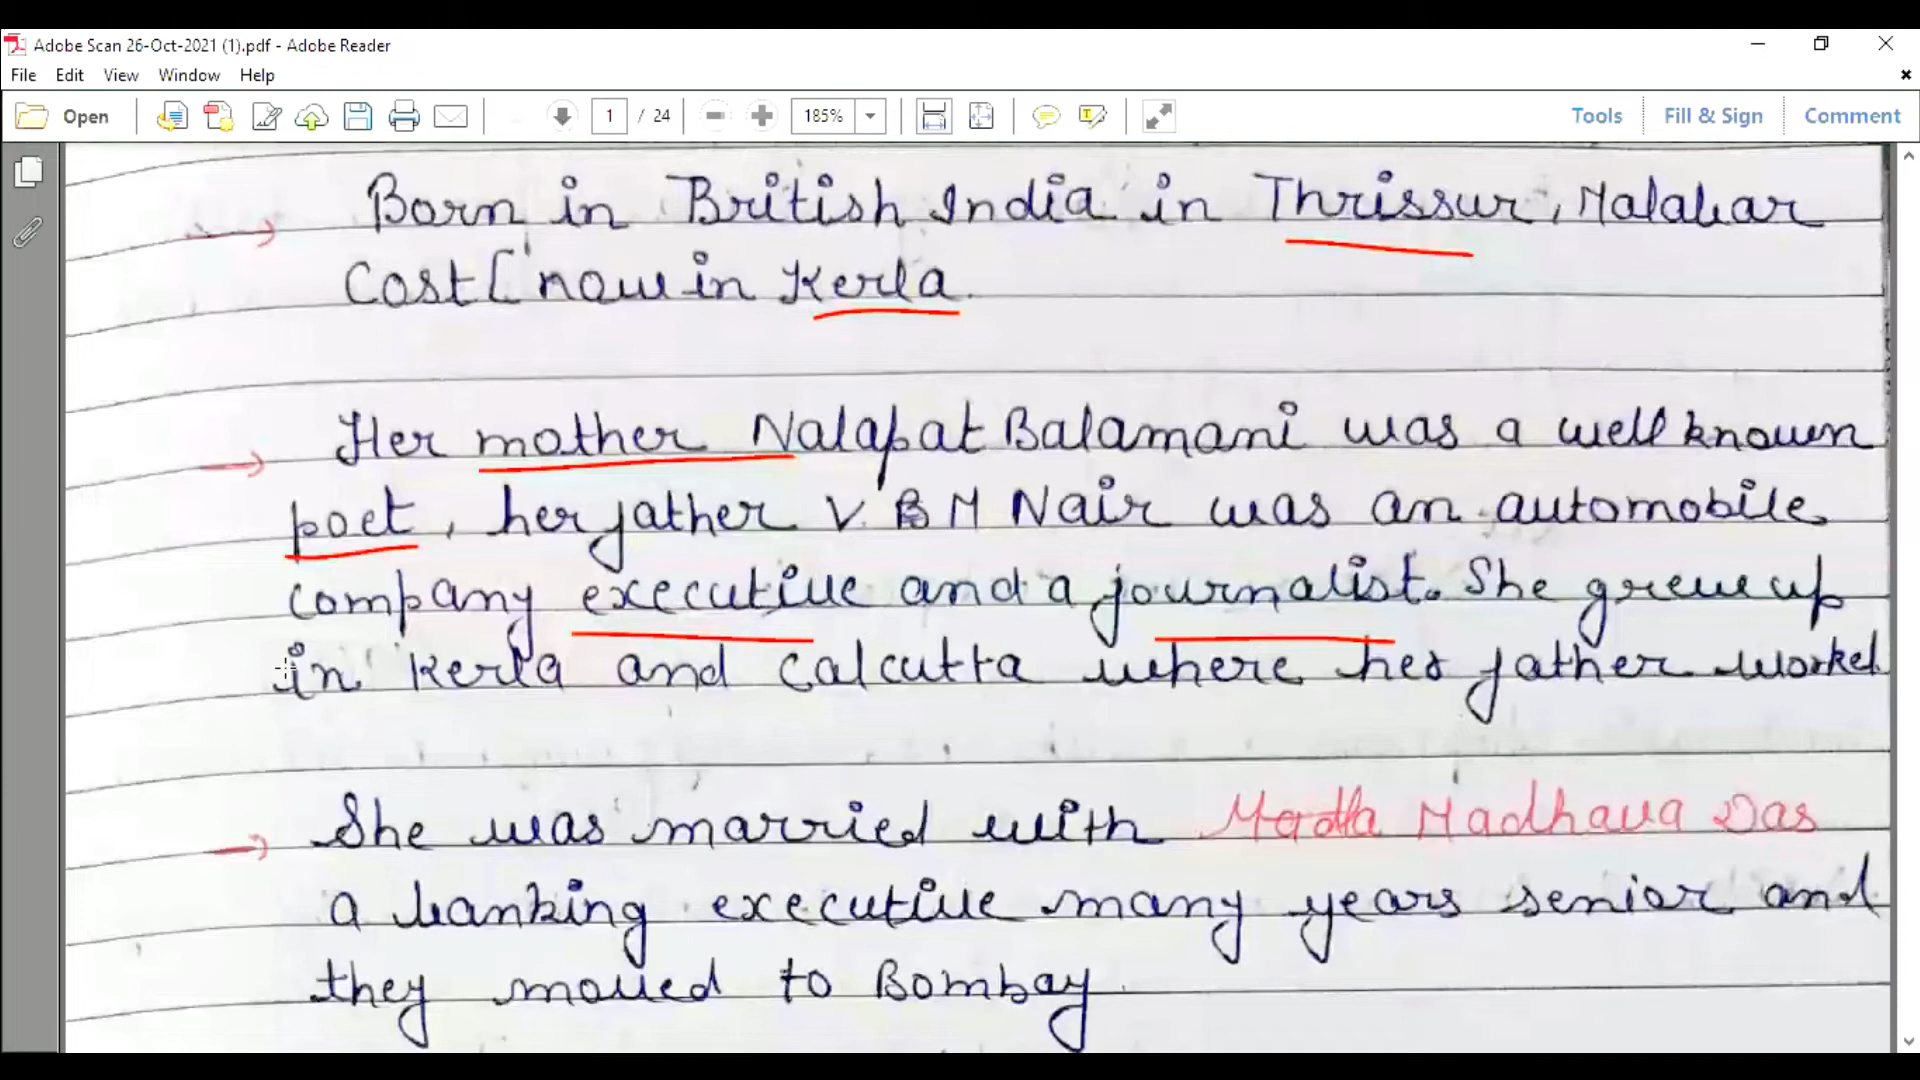 Adobe Scan 26-Oct-2021 (1).pdf - Adobe Reader
File Edit View Window Help
Open 1 / 24 185% Tools Fill & Sign Comment
Born in British India in Thrissur, Malabar
Cost [ now in Kerla.
Her mother Nalapat Balamani was a well known
poet, her father V B M Nair was an automobile
company executive and a journalist. She grew up
in Kerla and Calcutta where her father worked
She was married with Madha Madhava Das
a banking executive many years senior and
they moved to Bombay